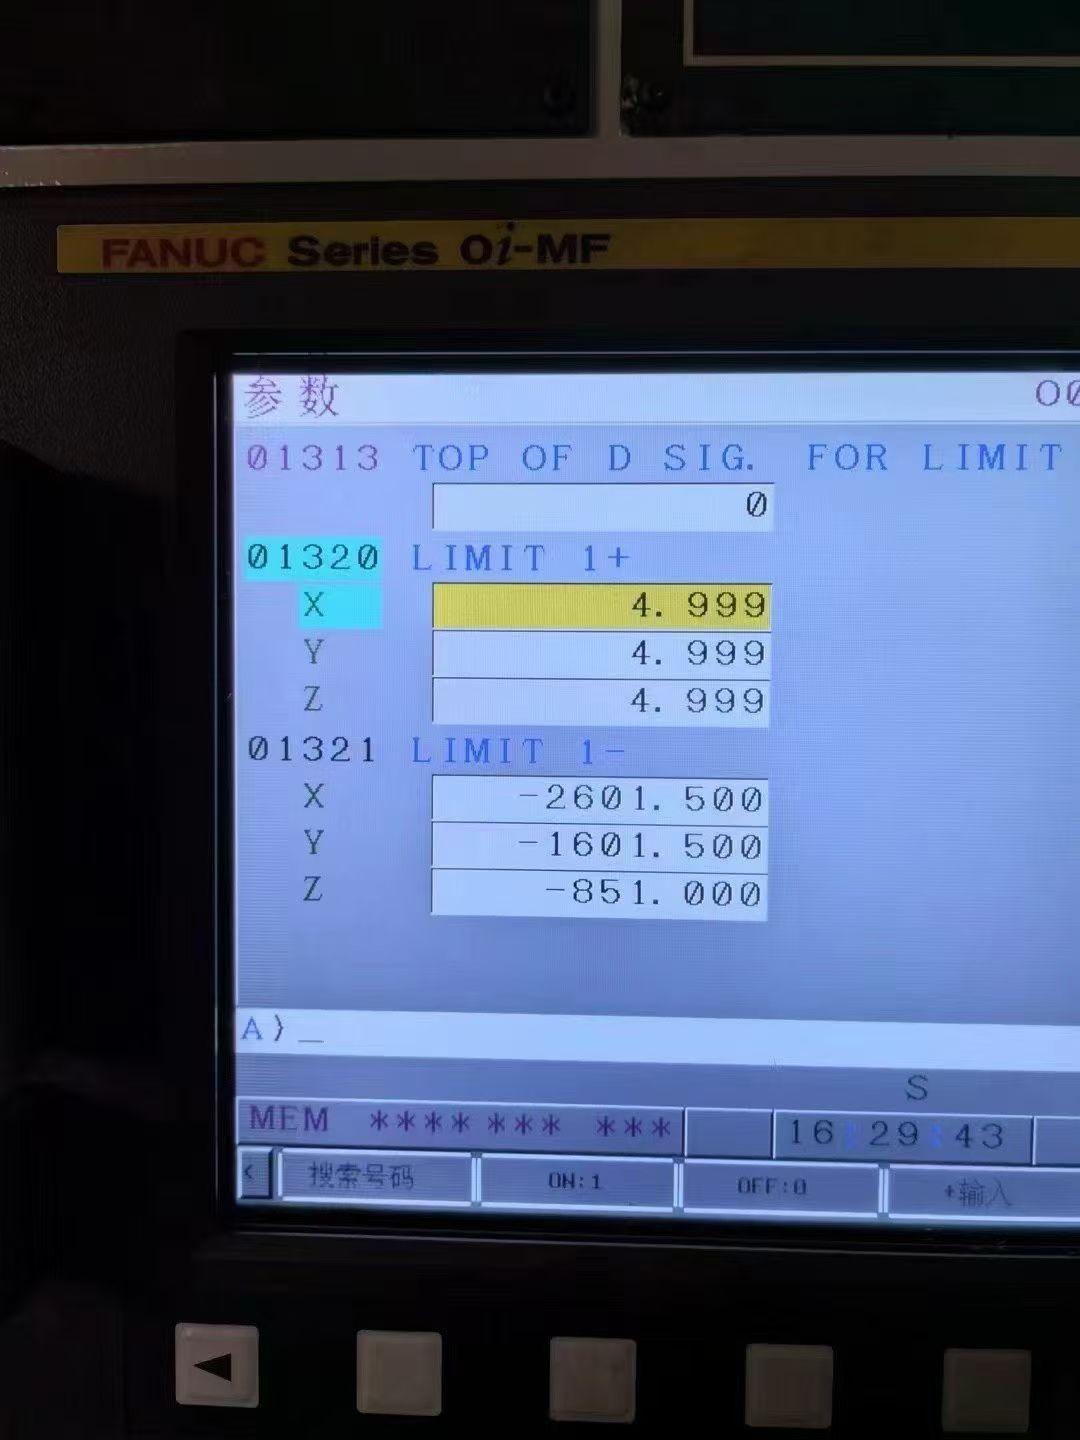 FANUC Series 0i-MF
参数
01313 TOP OF D SIG. FOR LIMIT
0
01320 LIMIT 1+
X 4.999
Y 4.999
Z 4.999
01321 LIMIT 1-
X -2601.500
Y -1601.500
Z -851.000
A)_
S
MEM **** *** *** 16:29:43
< 搜索号码 ON:1 OFF:0 +输入